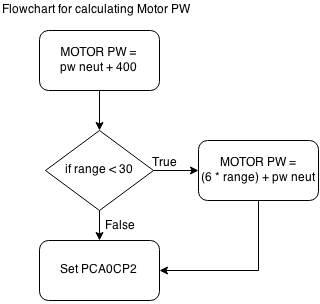 Flowchart for calculating Motor PW
MOTOR PW =
pw neut + 400
if range < 30
True
MOTOR PW =
(6 * range) + pw neut
False
Set PCA0CP2